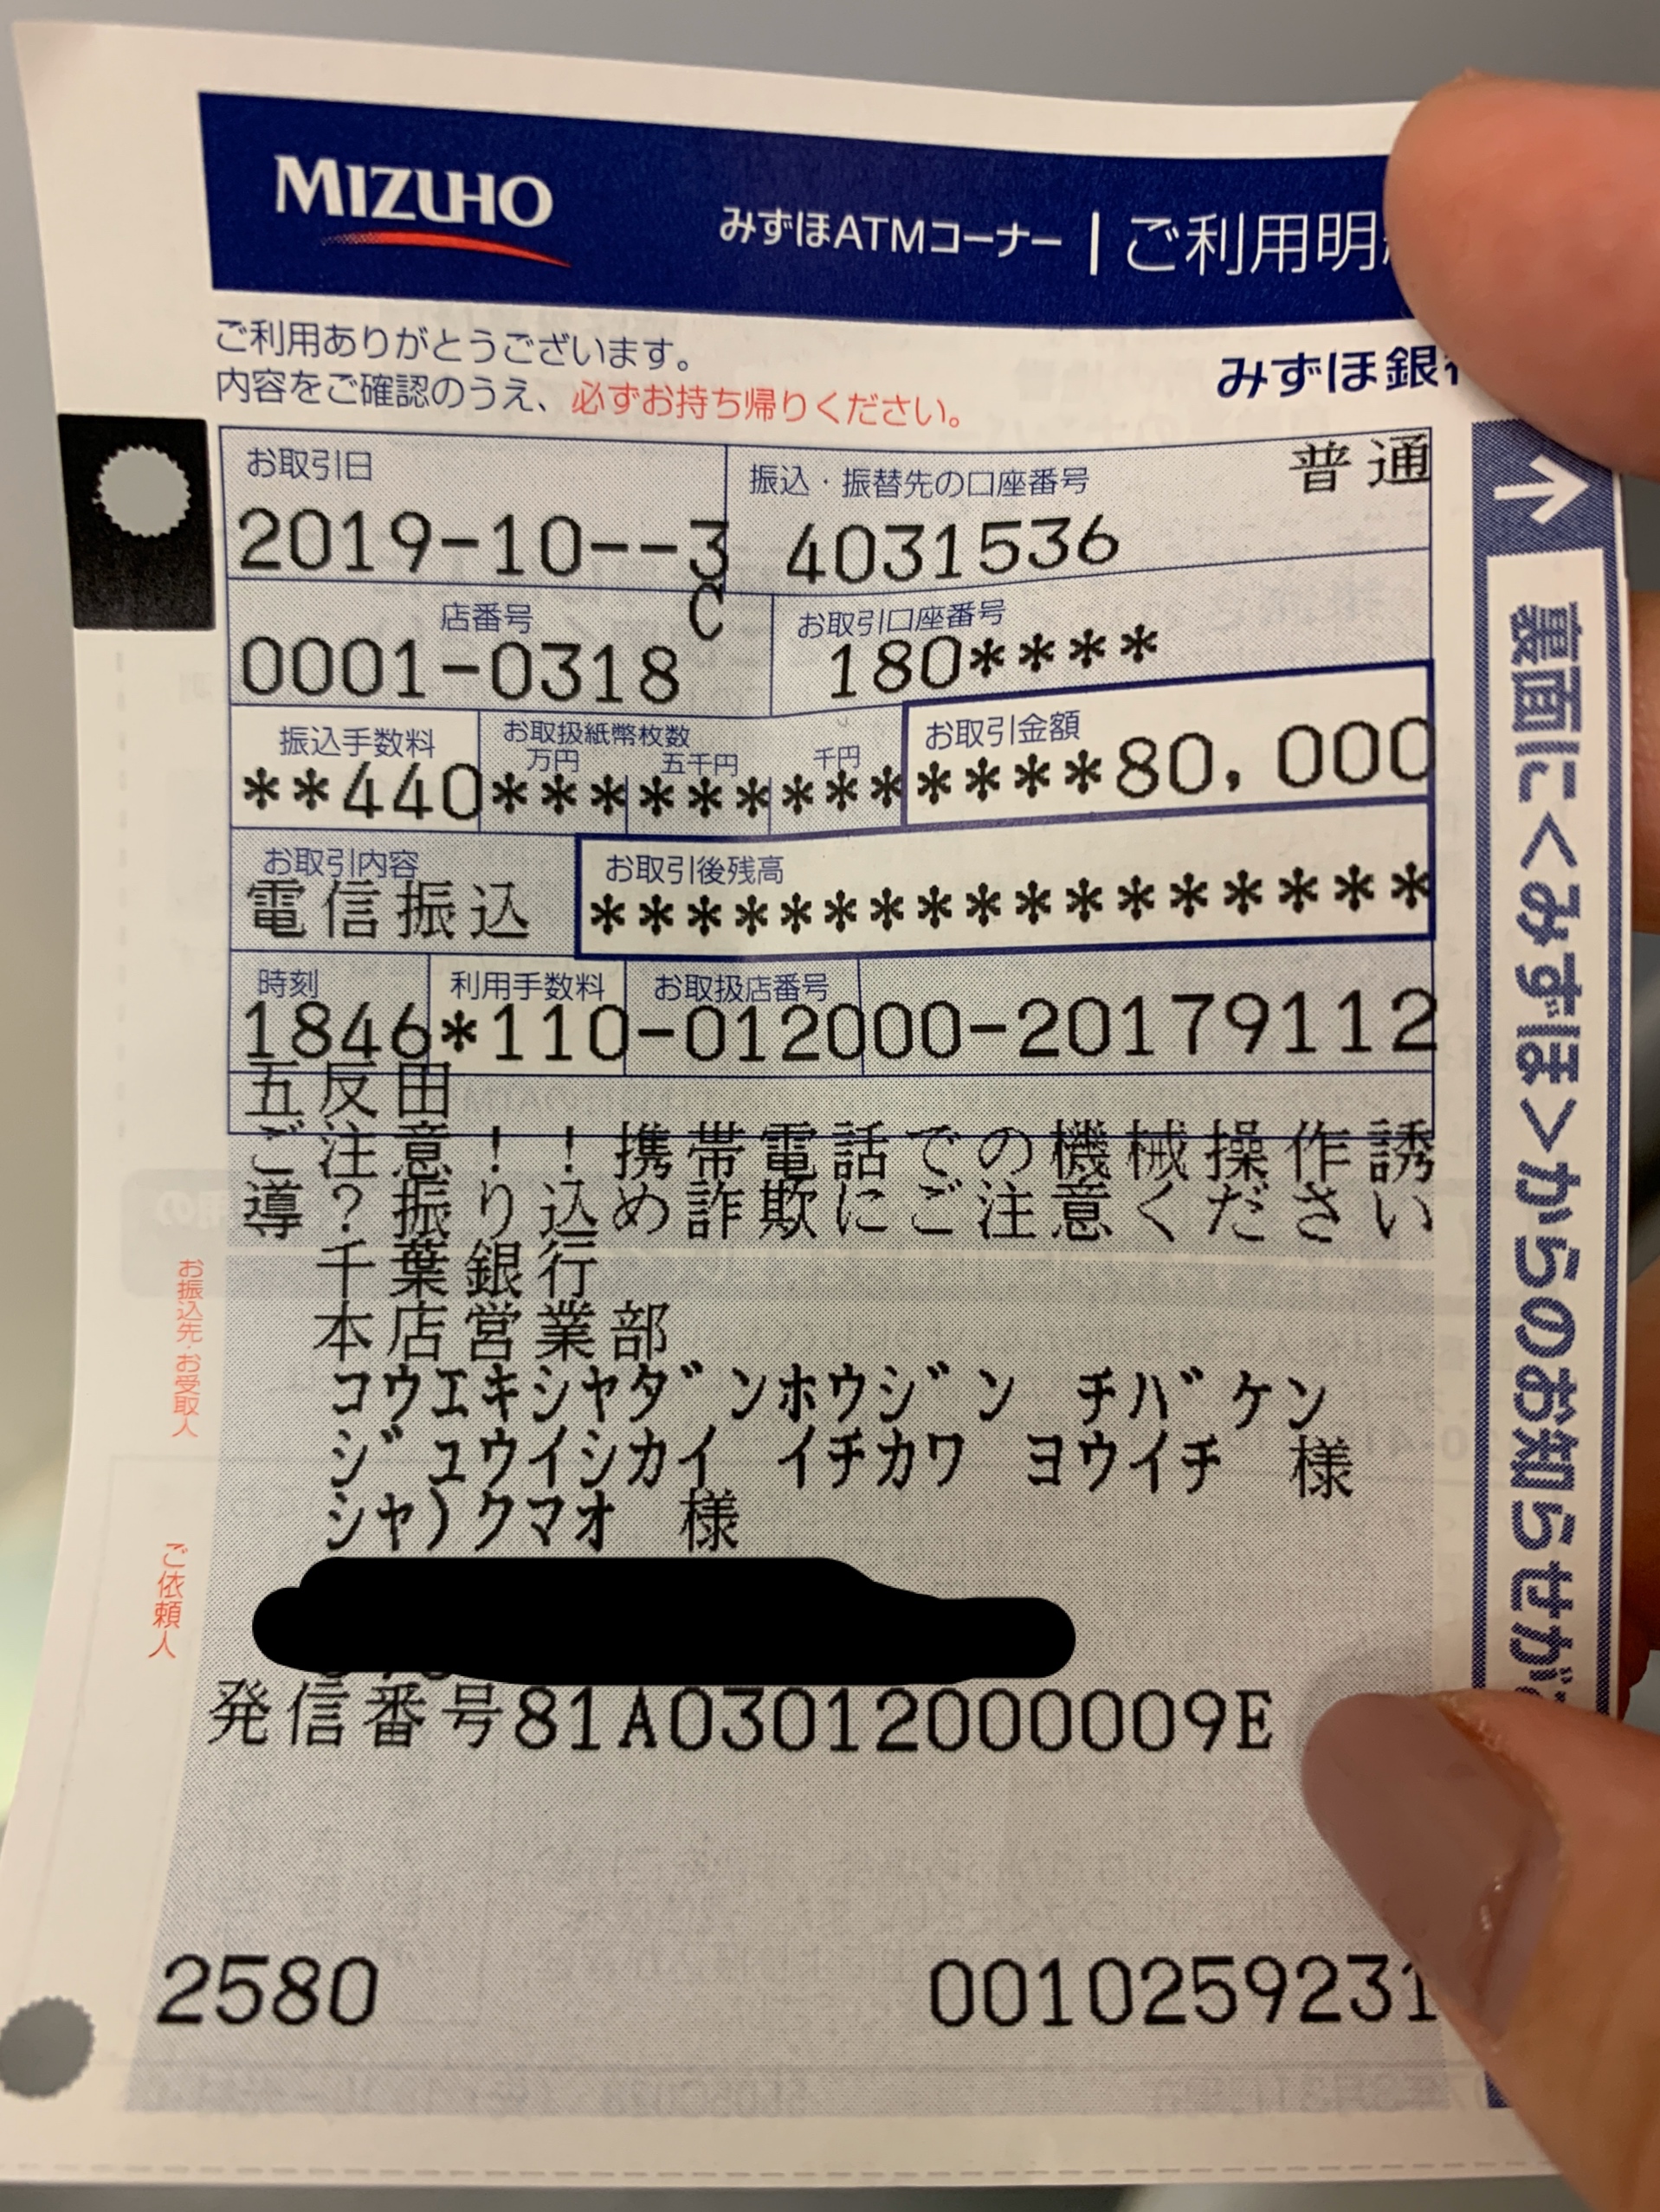 MIZUHO
みずほATMコーナー | ご利用明
ご利用ありがとうございます。
内容をご確認のうえ、必ずお持ち帰りください。
みずほ銀
お取引日
2019-10--3
振込・振替先の口座番号 普通
4031536
店番号 C
0001-0318
お取引口座番号
180****
振込手数料
**440
お取扱紙幣枚数
万円 五千円 千円
*********
お取引金額
****80,000
お取引内容
電信振込
お取引後残高
****************
時刻 利用手数料 お取扱店番号
1846*110-012000-20179112
五反田
ご注意!!携帯電話での機械操作誘
導?振り込め詐欺にご注意ください
お振込先・お受取人
千葉銀行
本店営業部
コウエキシヤダンホウジン チバケン
ジユウイシカイ イチカワ ヨウイチ 様
ご依頼人
シヤ)クマオ 様
発信番号81A03012000009E
2580 0010259231
裏面に<みずほ>からのお知らせが